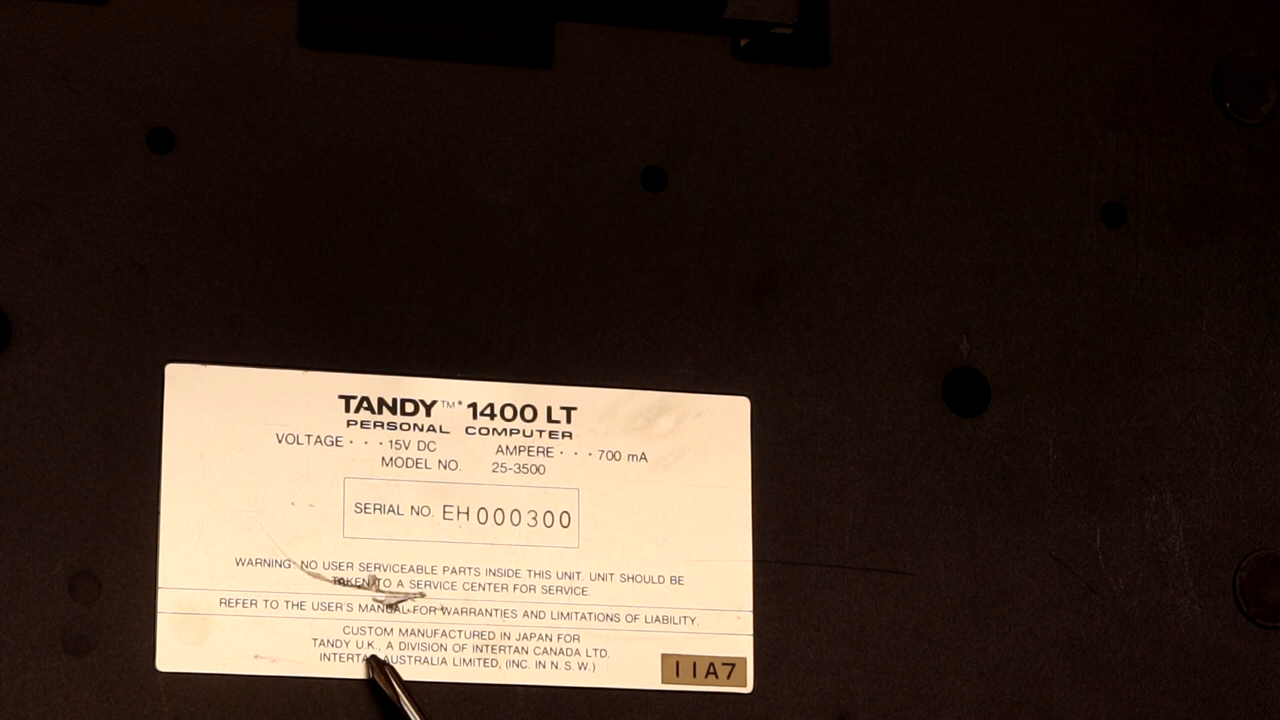 TANDY™* 1400 LT
PERSONAL COMPUTER
VOLTAGE · · · 15V DC AMPERE · · · 700 mA
MODEL NO. 25-3500
SERIAL NO. EH000300
WARNING NO USER SERVICEABLE PARTS INSIDE THIS UNIT. UNIT SHOULD BE
TAKEN TO A SERVICE CENTER FOR SERVICE.
REFER TO THE USER'S MANUAL FOR WARRANTIES AND LIMITATIONS OF LIABILITY.
CUSTOM MANUFACTURED IN JAPAN FOR
TANDY U.K., A DIVISION OF INTERTAN CANADA LTD.
INTERTAN AUSTRALIA LIMITED, (INC. IN N.S.W.)
11A7